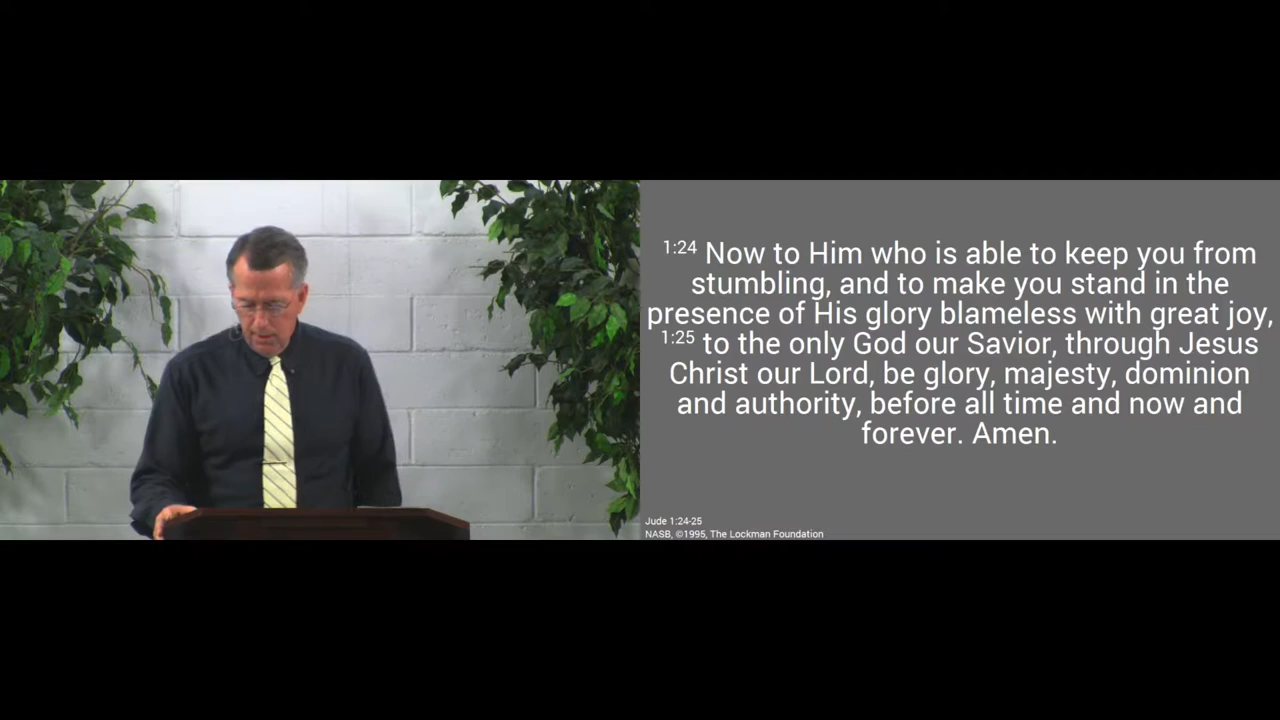 1:24 Now to Him who is able to keep you from
stumbling, and to make you stand in the
presence of His glory blameless with great joy,
1:25 to the only God our Savior, through Jesus
Christ our Lord, be glory, majesty, dominion
and authority, before all time and now and
forever. Amen.
Jude 1:24-25
NASB, ©1995, The Lockman Foundation